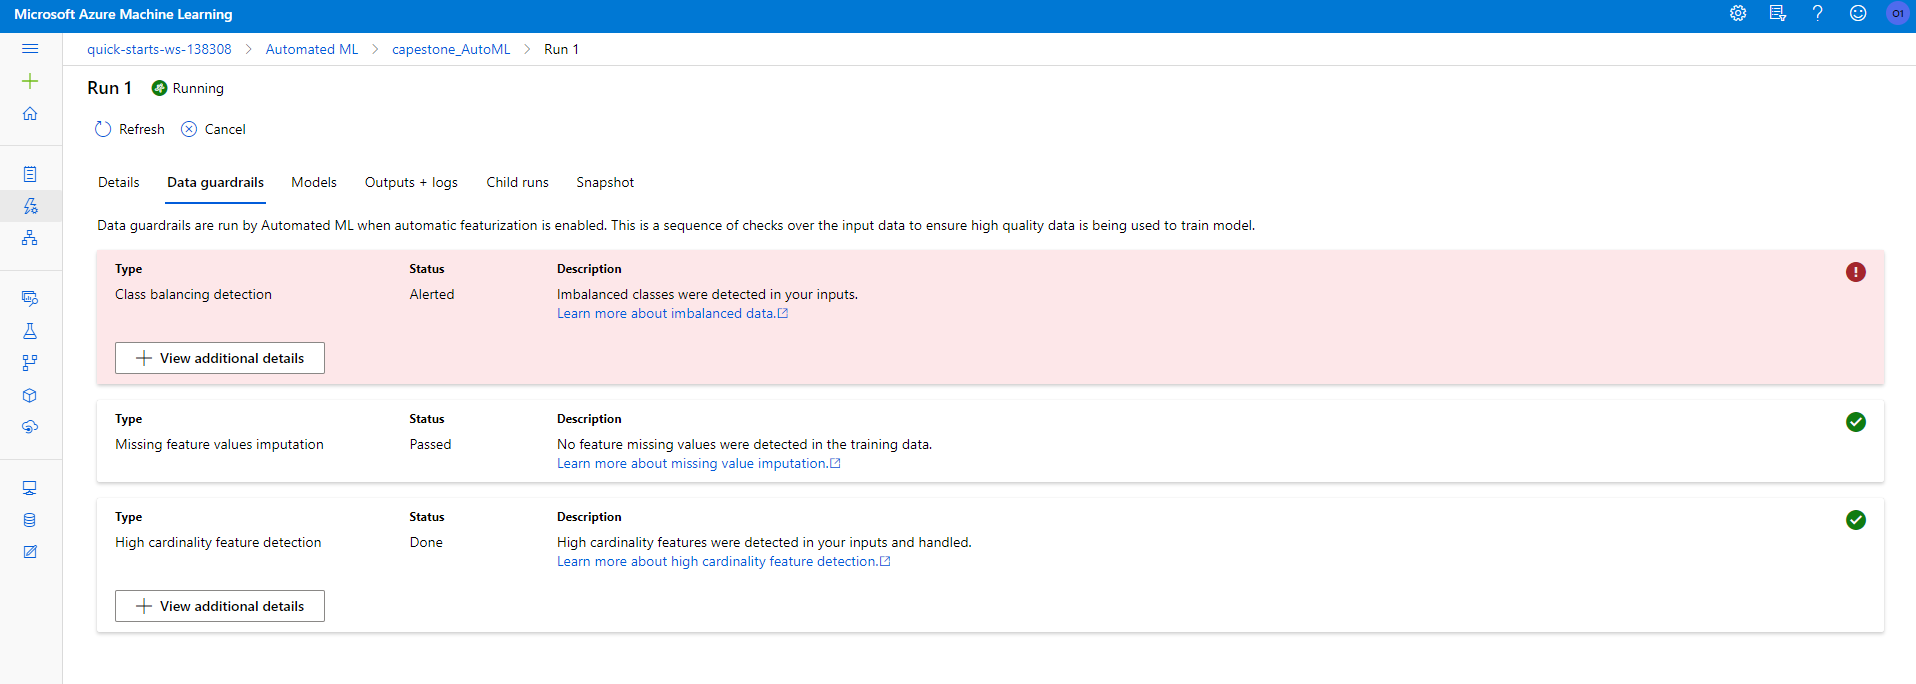 Microsoft Azure Machine Learning
O1
quick-starts-ws-138308 > Automated ML > capestone_AutoML > Run 1
Run 1 Running
Refresh Cancel
Details Data guardrails Models Outputs + logs Child runs Snapshot
Data guardrails are run by Automated ML when automatic featurization is enabled. This is a sequence of checks over the input data to ensure high quality data is being used to train model.
Type Status Description
Class balancing detection Alerted Imbalanced classes were detected in your inputs.
Learn more about imbalanced data.
View additional details
Type Status Description
Missing feature values imputation Passed No feature missing values were detected in the training data.
Learn more about missing value imputation.
Type Status Description
High cardinality feature detection Done High cardinality features were detected in your inputs and handled.
Learn more about high cardinality feature detection.
View additional details